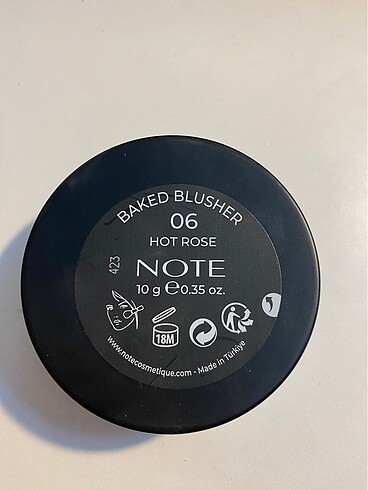 BAKED BLUSHER
06
HOT ROSE
423
NOTE
10 g ℮0.35 oz.
18M
www.notecosmetique.com - Made in Türkiye